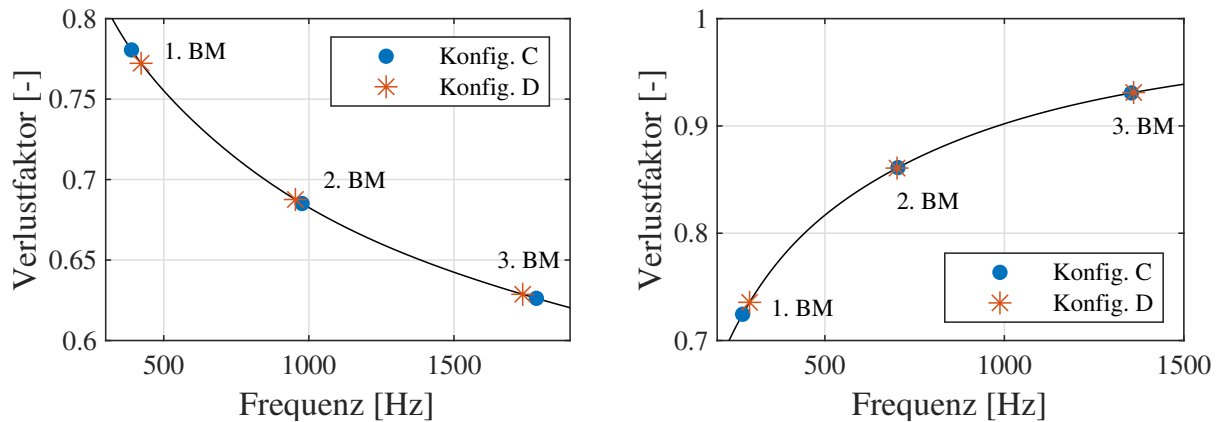 0.8
0.75
0.7
0.65
0.6
Verlustfaktor [-]
1. BM
2. BM
3. BM
Konfig. C
Konfig. D
500
1000
1500
Frequenz [Hz]
1
0.9
0.8
0.7
Verlustfaktor [-]
3. BM
2. BM
1. BM
Konfig. C
Konfig. D
500
1000
1500
Frequenz [Hz]